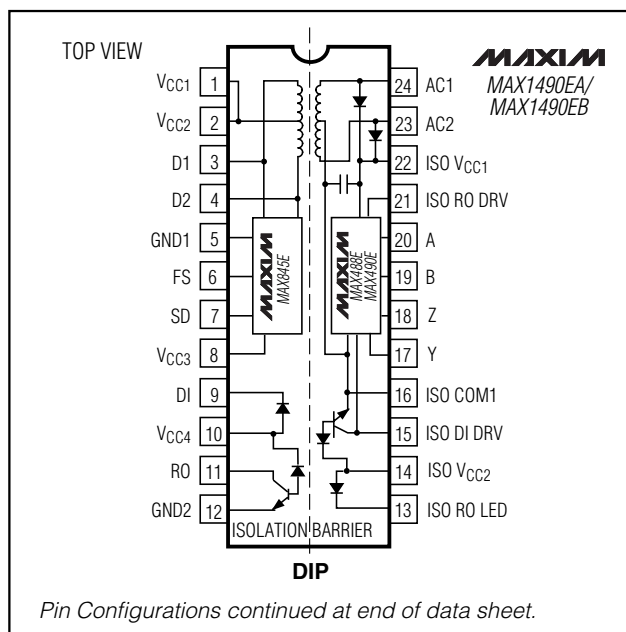 TOP VIEW
MAXIM
MAX1490EA/
MAX1490EB
VCC1 1
VCC2 2
D1 3
D2 4
GND1 5
FS 6
SD 7
VCC3 8
DI 9
VCC4 10
RO 11
GND2 12
24 AC1
23 AC2
22 ISO VCC1
21 ISO RO DRV
20 A
19 B
18 Z
17 Y
16 ISO COM1
15 ISO DI DRV
14 ISO VCC2
13 ISO RO LED
MAXIM
MAX845E
MAXIM
MAX488E
MAX490E
ISOLATION BARRIER
DIP
Pin Configurations continued at end of data sheet.